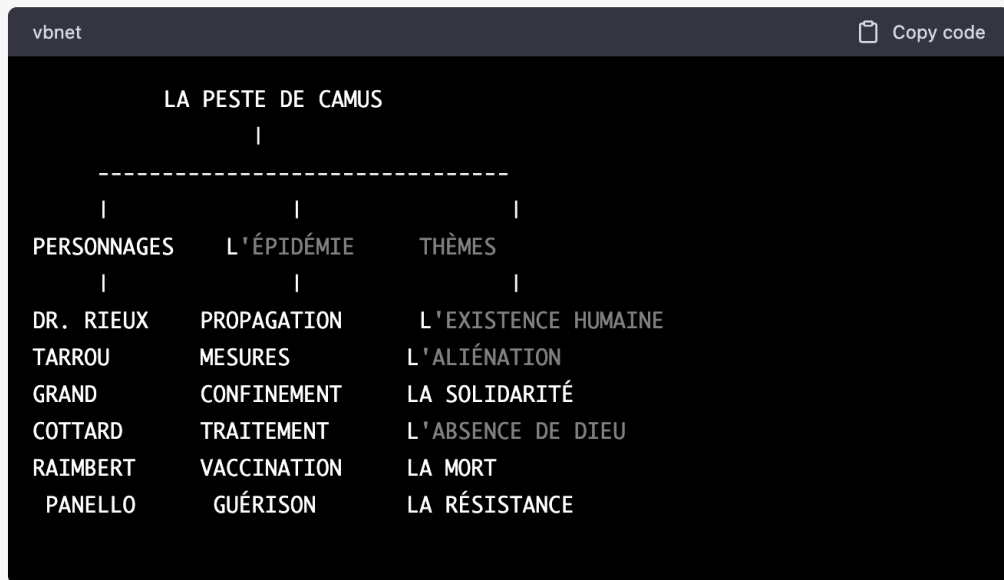 vbnet Copy code
LA PESTE DE CAMUS
|
--------------------------------
| | |
PERSONNAGES L'ÉPIDÉMIE THÈMES
| | |
DR. RIEUX PROPAGATION L'EXISTENCE HUMAINE
TARROU MESURES L'ALIÉNATION
GRAND CONFINEMENT LA SOLIDARITÉ
COTTARD TRAITEMENT L'ABSENCE DE DIEU
RAIMBERT VACCINATION LA MORT
PANELLO GUÉRISON LA RÉSISTANCE